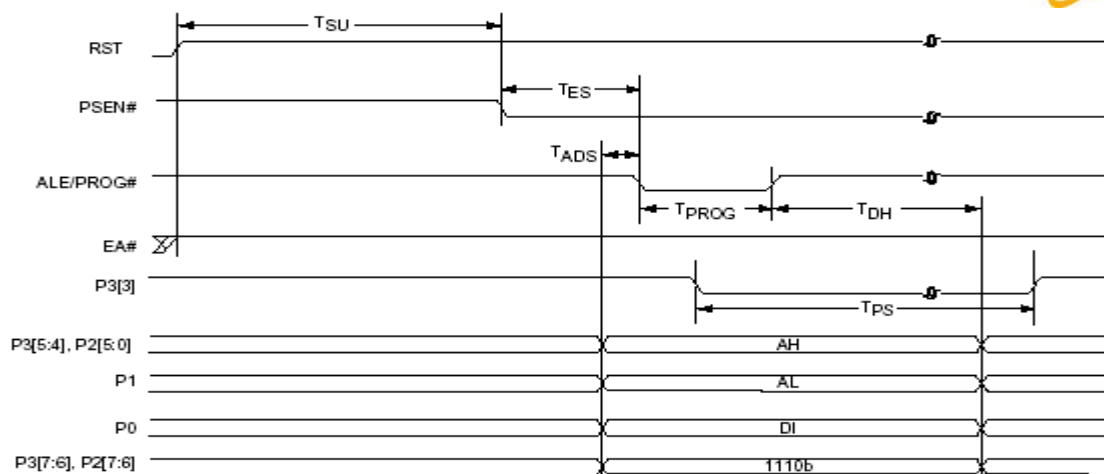 TSU
RST
TES
PSEN#
TADS
ALE/PROG#
TPROG
TDH
EA#
P3[3]
TPS
P3[5:4], P2[5:0]
AH
P1
AL
P0
DI
P3[7:6], P2[7:6]
1110b